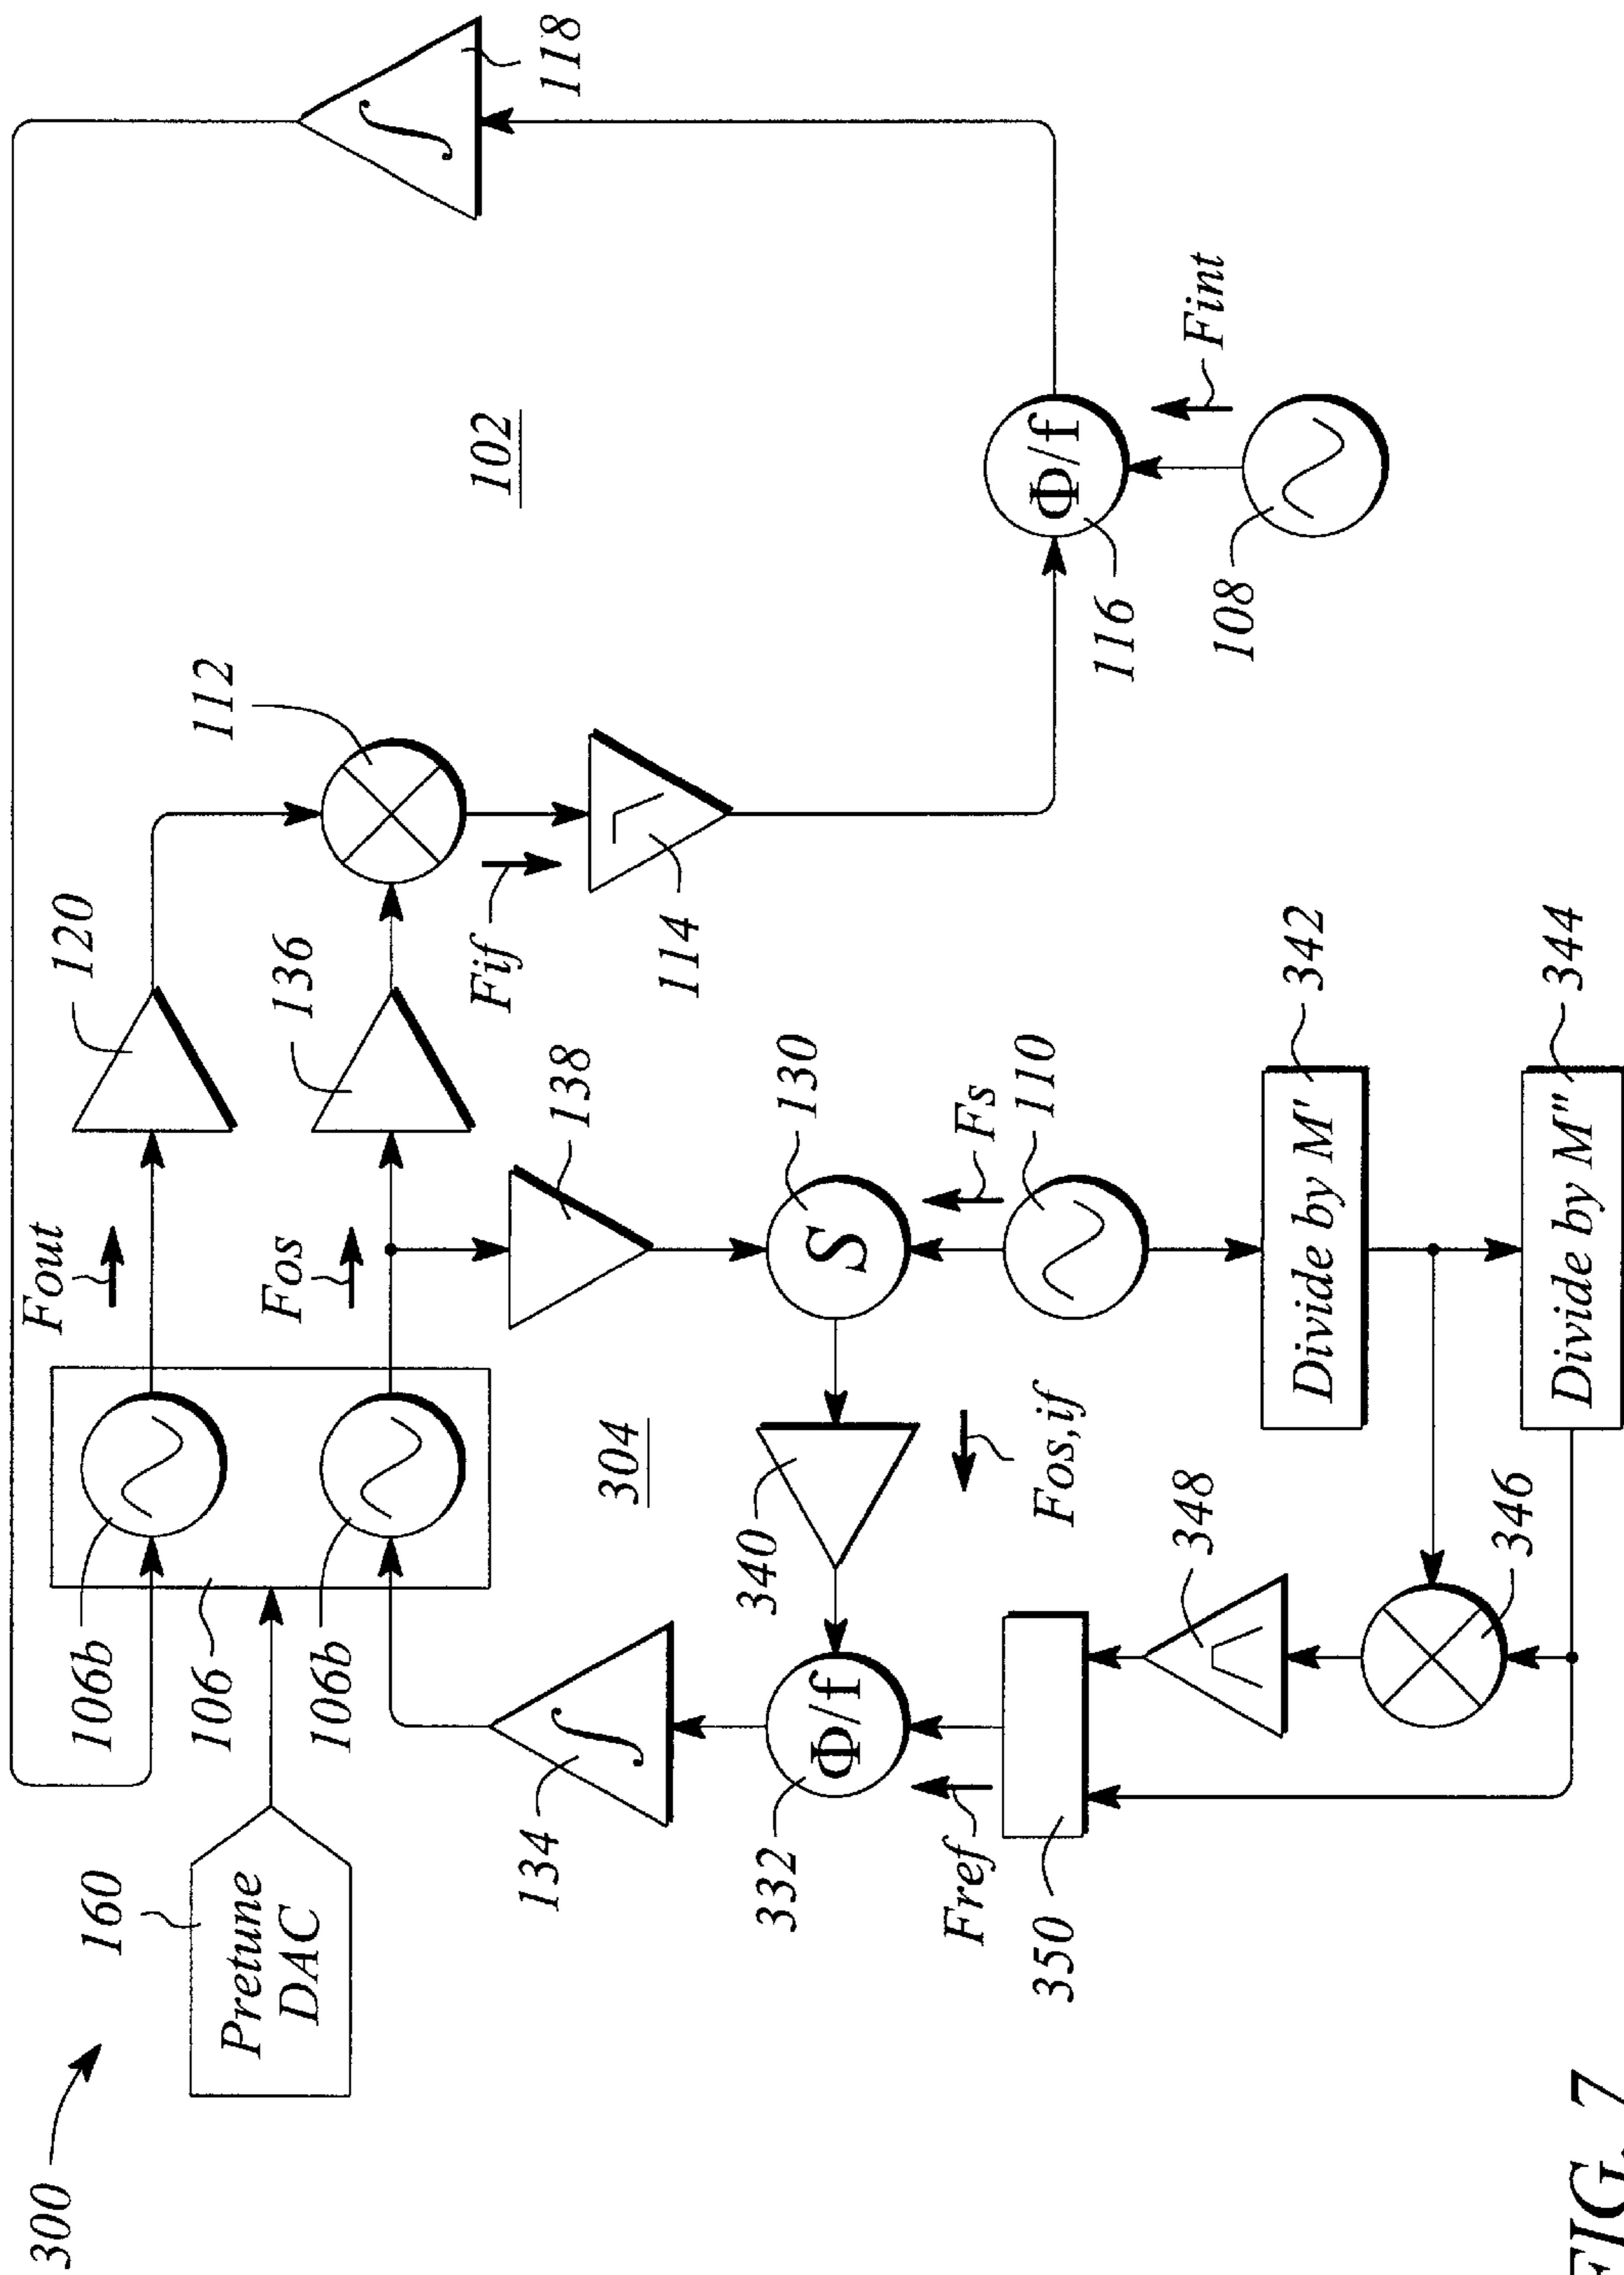 300
160
Pretune
DAC
106b
106
106b
Fout
Fos
120
136
112
102
118
∫
134
∫
304
138
Fif
114
340
130
S
Fos,if
Fs
110
332
Φ/f
Fref
350
348
346
Divide by M'
342
Divide by M"
344
116
Φ/f
Fint
108
FIG. 7